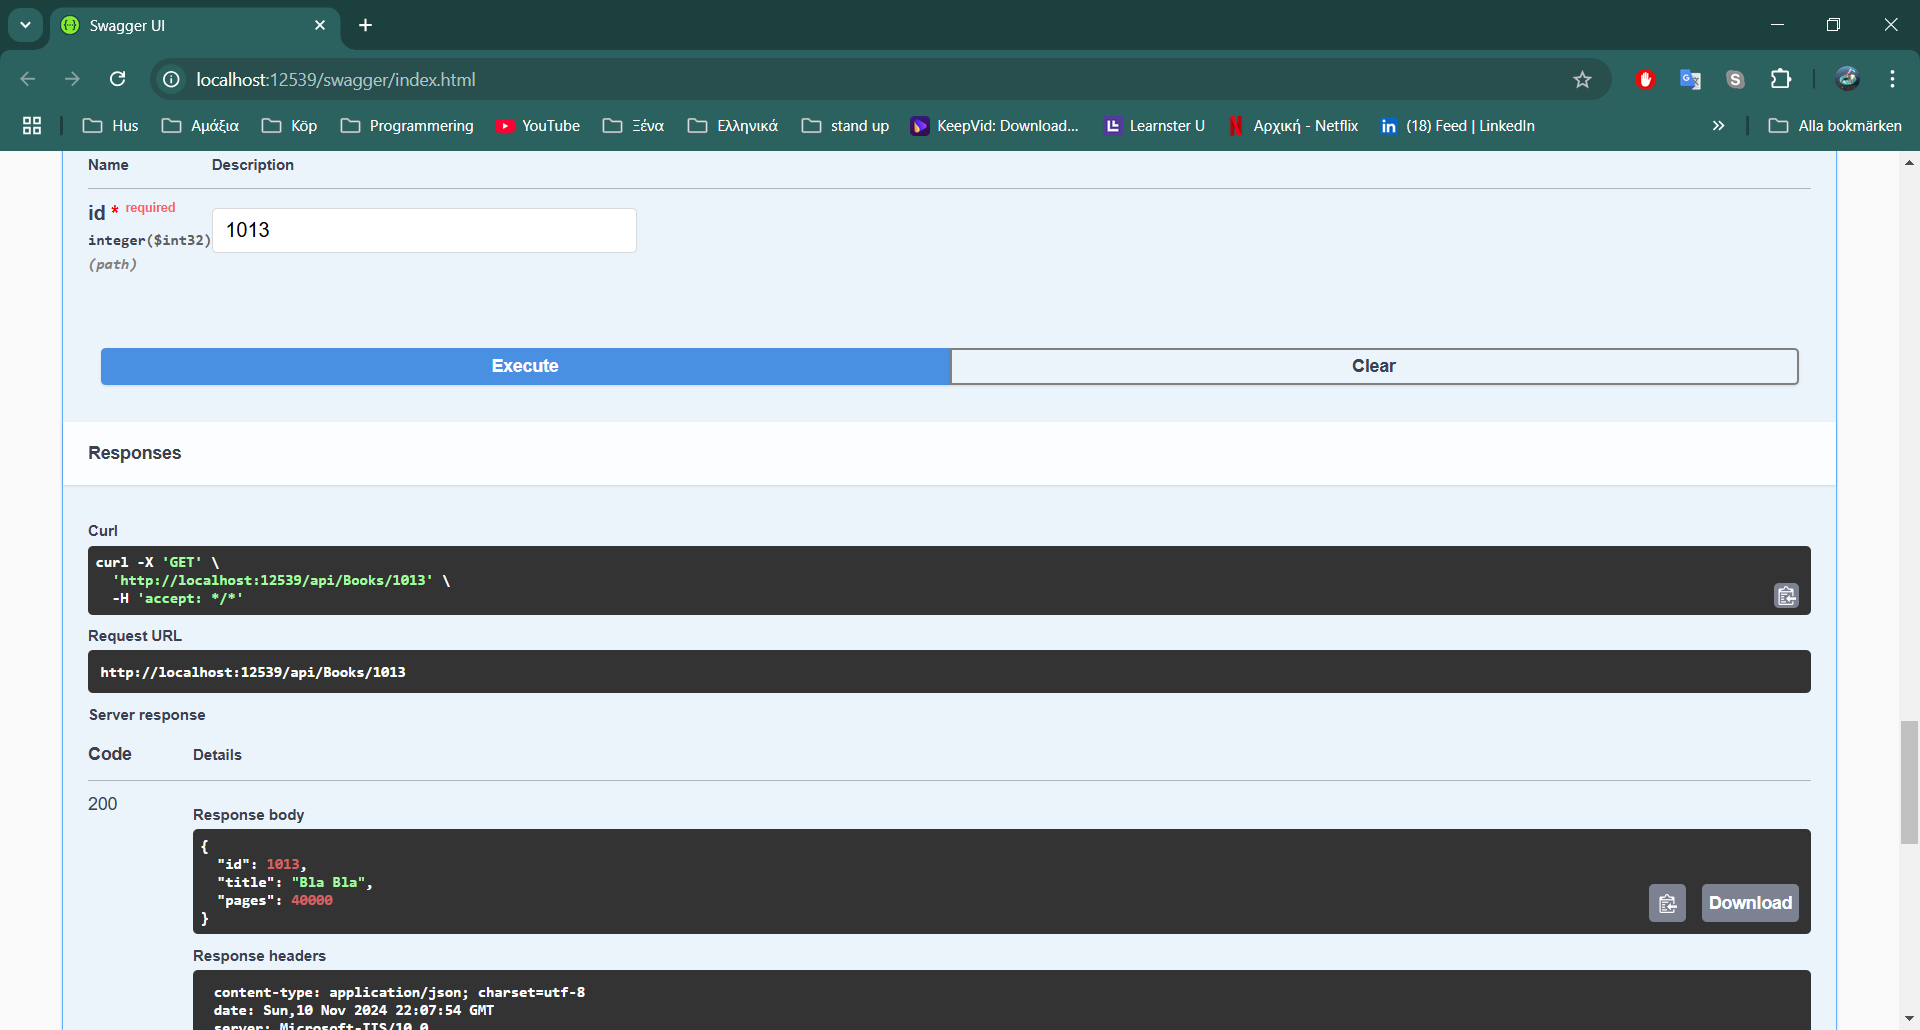 Swagger UI
localhost:12539/swagger/index.html
Hus Αμάξια Köp Programmering YouTube Ξένα Ελληνικά stand up KeepVid: Download... Learnster U Αρχική - Netflix (18) Feed | LinkedIn » Alla bokmärken
Name Description
id * required
integer($int32)
(path)
1013
Execute Clear
Responses
Curl
curl -X 'GET' \
'http://localhost:12539/api/Books/1013' \
-H 'accept: */*'
Request URL
http://localhost:12539/api/Books/1013
Server response
Code Details
200
Response body
{
"id": 1013,
"title": "Bla Bla",
"pages": 40000
}
Download
Response headers
content-type: application/json; charset=utf-8
date: Sun,10 Nov 2024 22:07:54 GMT
server: Microsoft-IIS/10.0